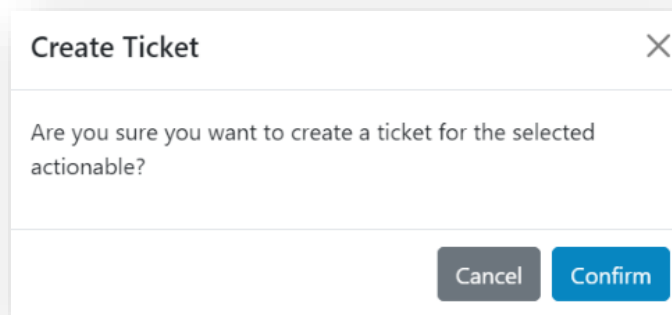 Create Ticket
Are you sure you want to create a ticket for the selected
actionable?
Cancel
Confirm